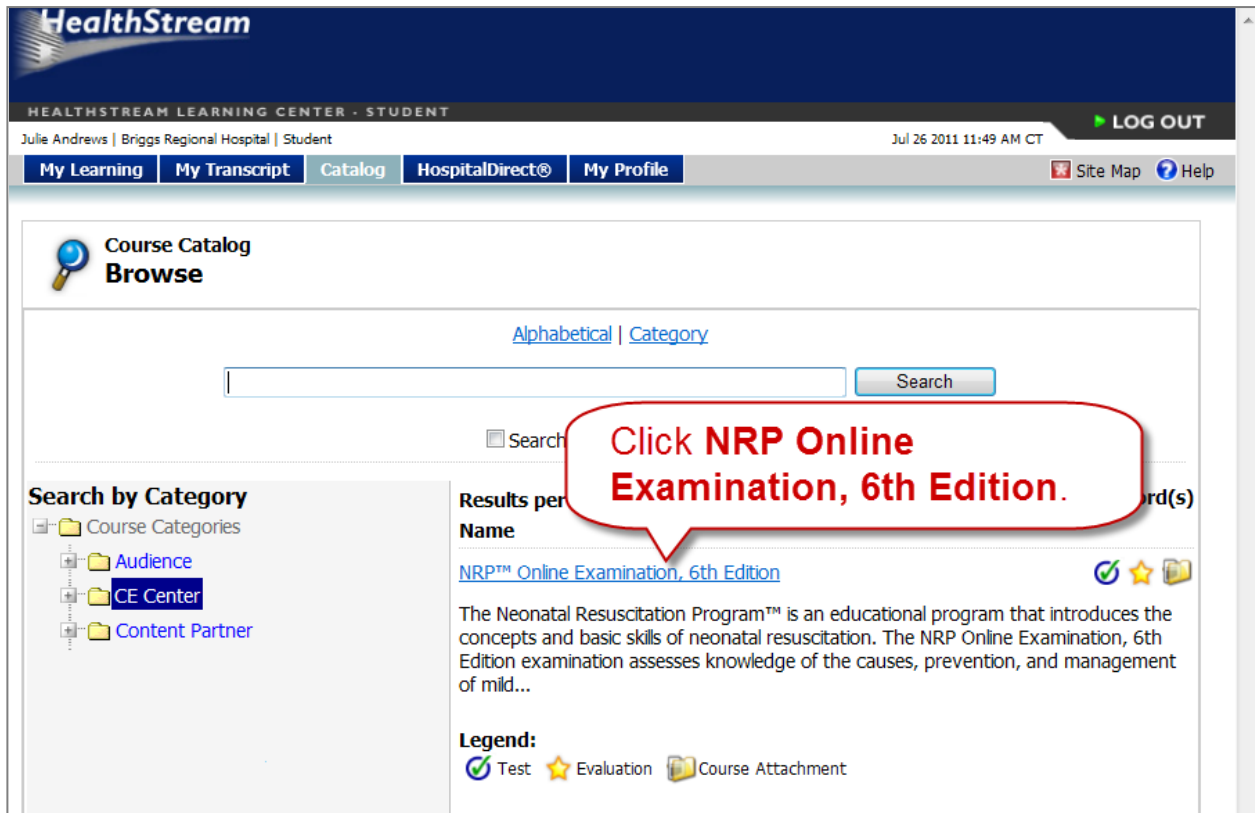 HealthStream
HEALTHSTREAM LEARNING CENTER - STUDENT
LOG OUT
Julie Andrews | Briggs Regional Hospital | Student
Jul 26 2011 11:49 AM CT
My Learning
My Transcript
Catalog
HospitalDirect®
My Profile
Site Map
Help
Course Catalog
Browse
Alphabetical | Category
Search
Search
Click NRP Online
Examination, 6th Edition.
Search by Category
Course Categories
Audience
CE Center
Content Partner
Results per
rd(s)
Name
NRP™ Online Examination, 6th Edition
The Neonatal Resuscitation Program™ is an educational program that introduces the
concepts and basic skills of neonatal resuscitation. The NRP Online Examination, 6th
Edition examination assesses knowledge of the causes, prevention, and management
of mild...
Legend:
Test
Evaluation
Course Attachment